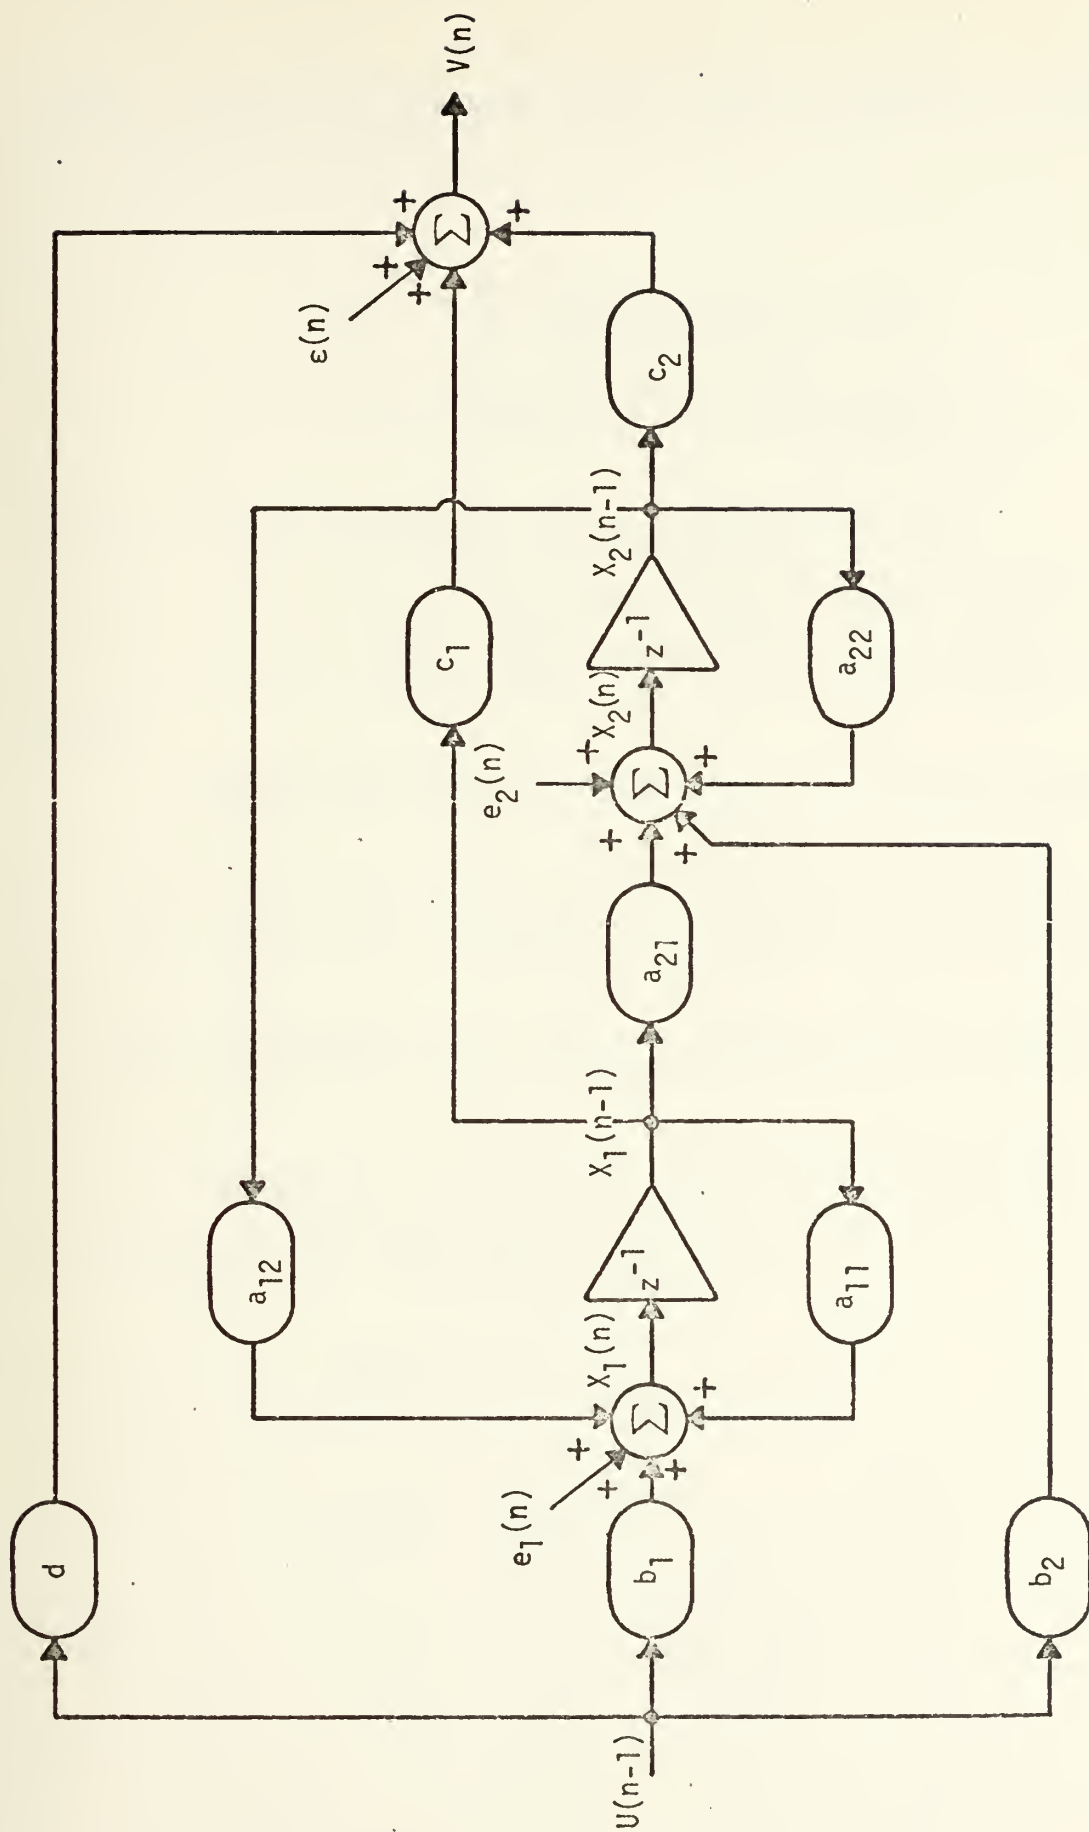 d
a12
c1
ε(n)
V(n)
e1(n)
e2(n)
U(n-1)
b1
Σ
X1(n)
z-1
X1(n-1)
a21
Σ
X2(n)
z-1
X2(n-1)
c2
Σ
a11
a22
b2
+
+
+
+
+
+
+
+
+
+
+
+